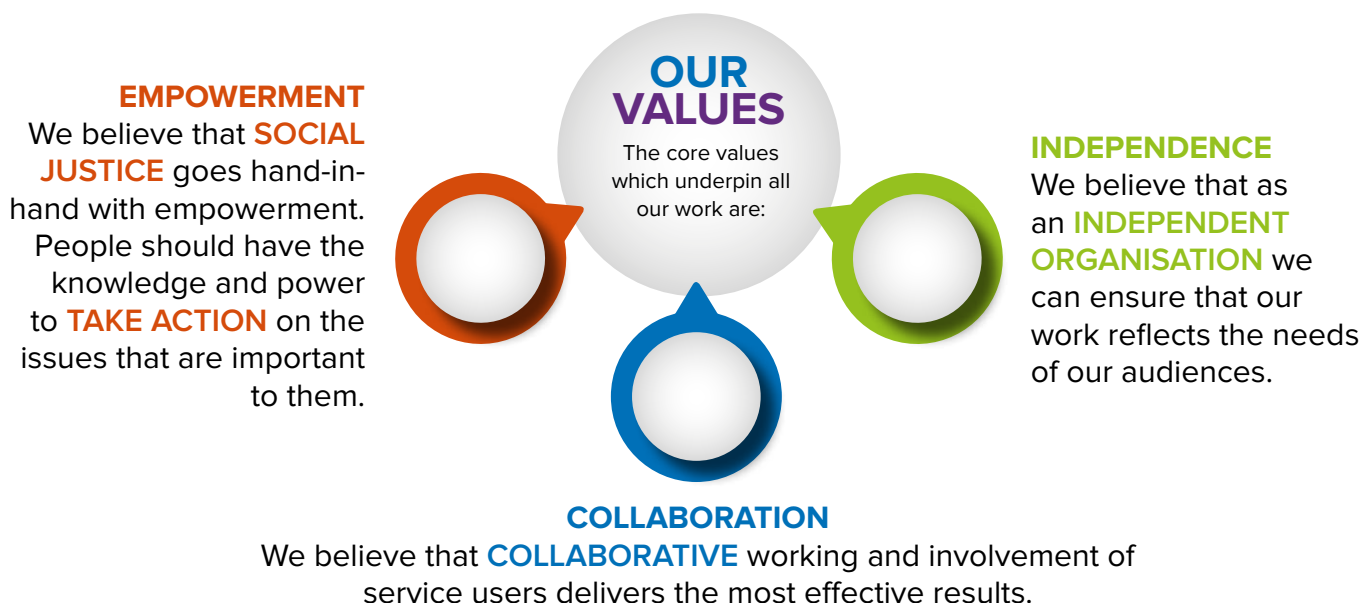 OUR
VALUES
The core values
which underpin all
our work are:
EMPOWERMENT
We believe that SOCIAL
JUSTICE goes hand-in-
hand with empowerment.
People should have the
knowledge and power
to TAKE ACTION on the
issues that are important
to them.
INDEPENDENCE
We believe that as
an INDEPENDENT
ORGANISATION we
can ensure that our
work reflects the needs
of our audiences.
COLLABORATION
We believe that COLLABORATIVE working and involvement of
service users delivers the most effective results.